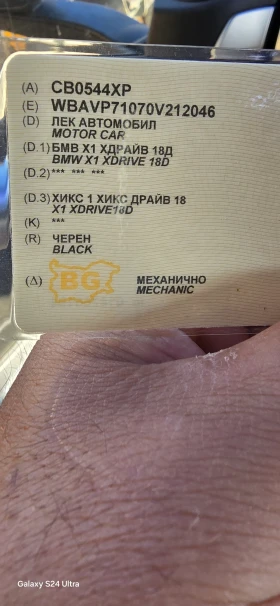 (A) CB0544XP
(E) WBAVP71070V212046
(D) ЛЕК АВТОМОБИЛ
MOTOR CAR
(D.1) БМВ Х1 ХДРАЙВ 18Д
BMW X1 XDRIVE 18D
(D.2) *** *** ***
(D.3) ХИКС 1 ХИКС ДРАЙВ 18
X1 XDRIVE18D
(K) ***
(R) ЧЕРЕН
BLACK
(Δ) BG МЕХАНИЧНО
MECHANIC
Galaxy S24 Ultra